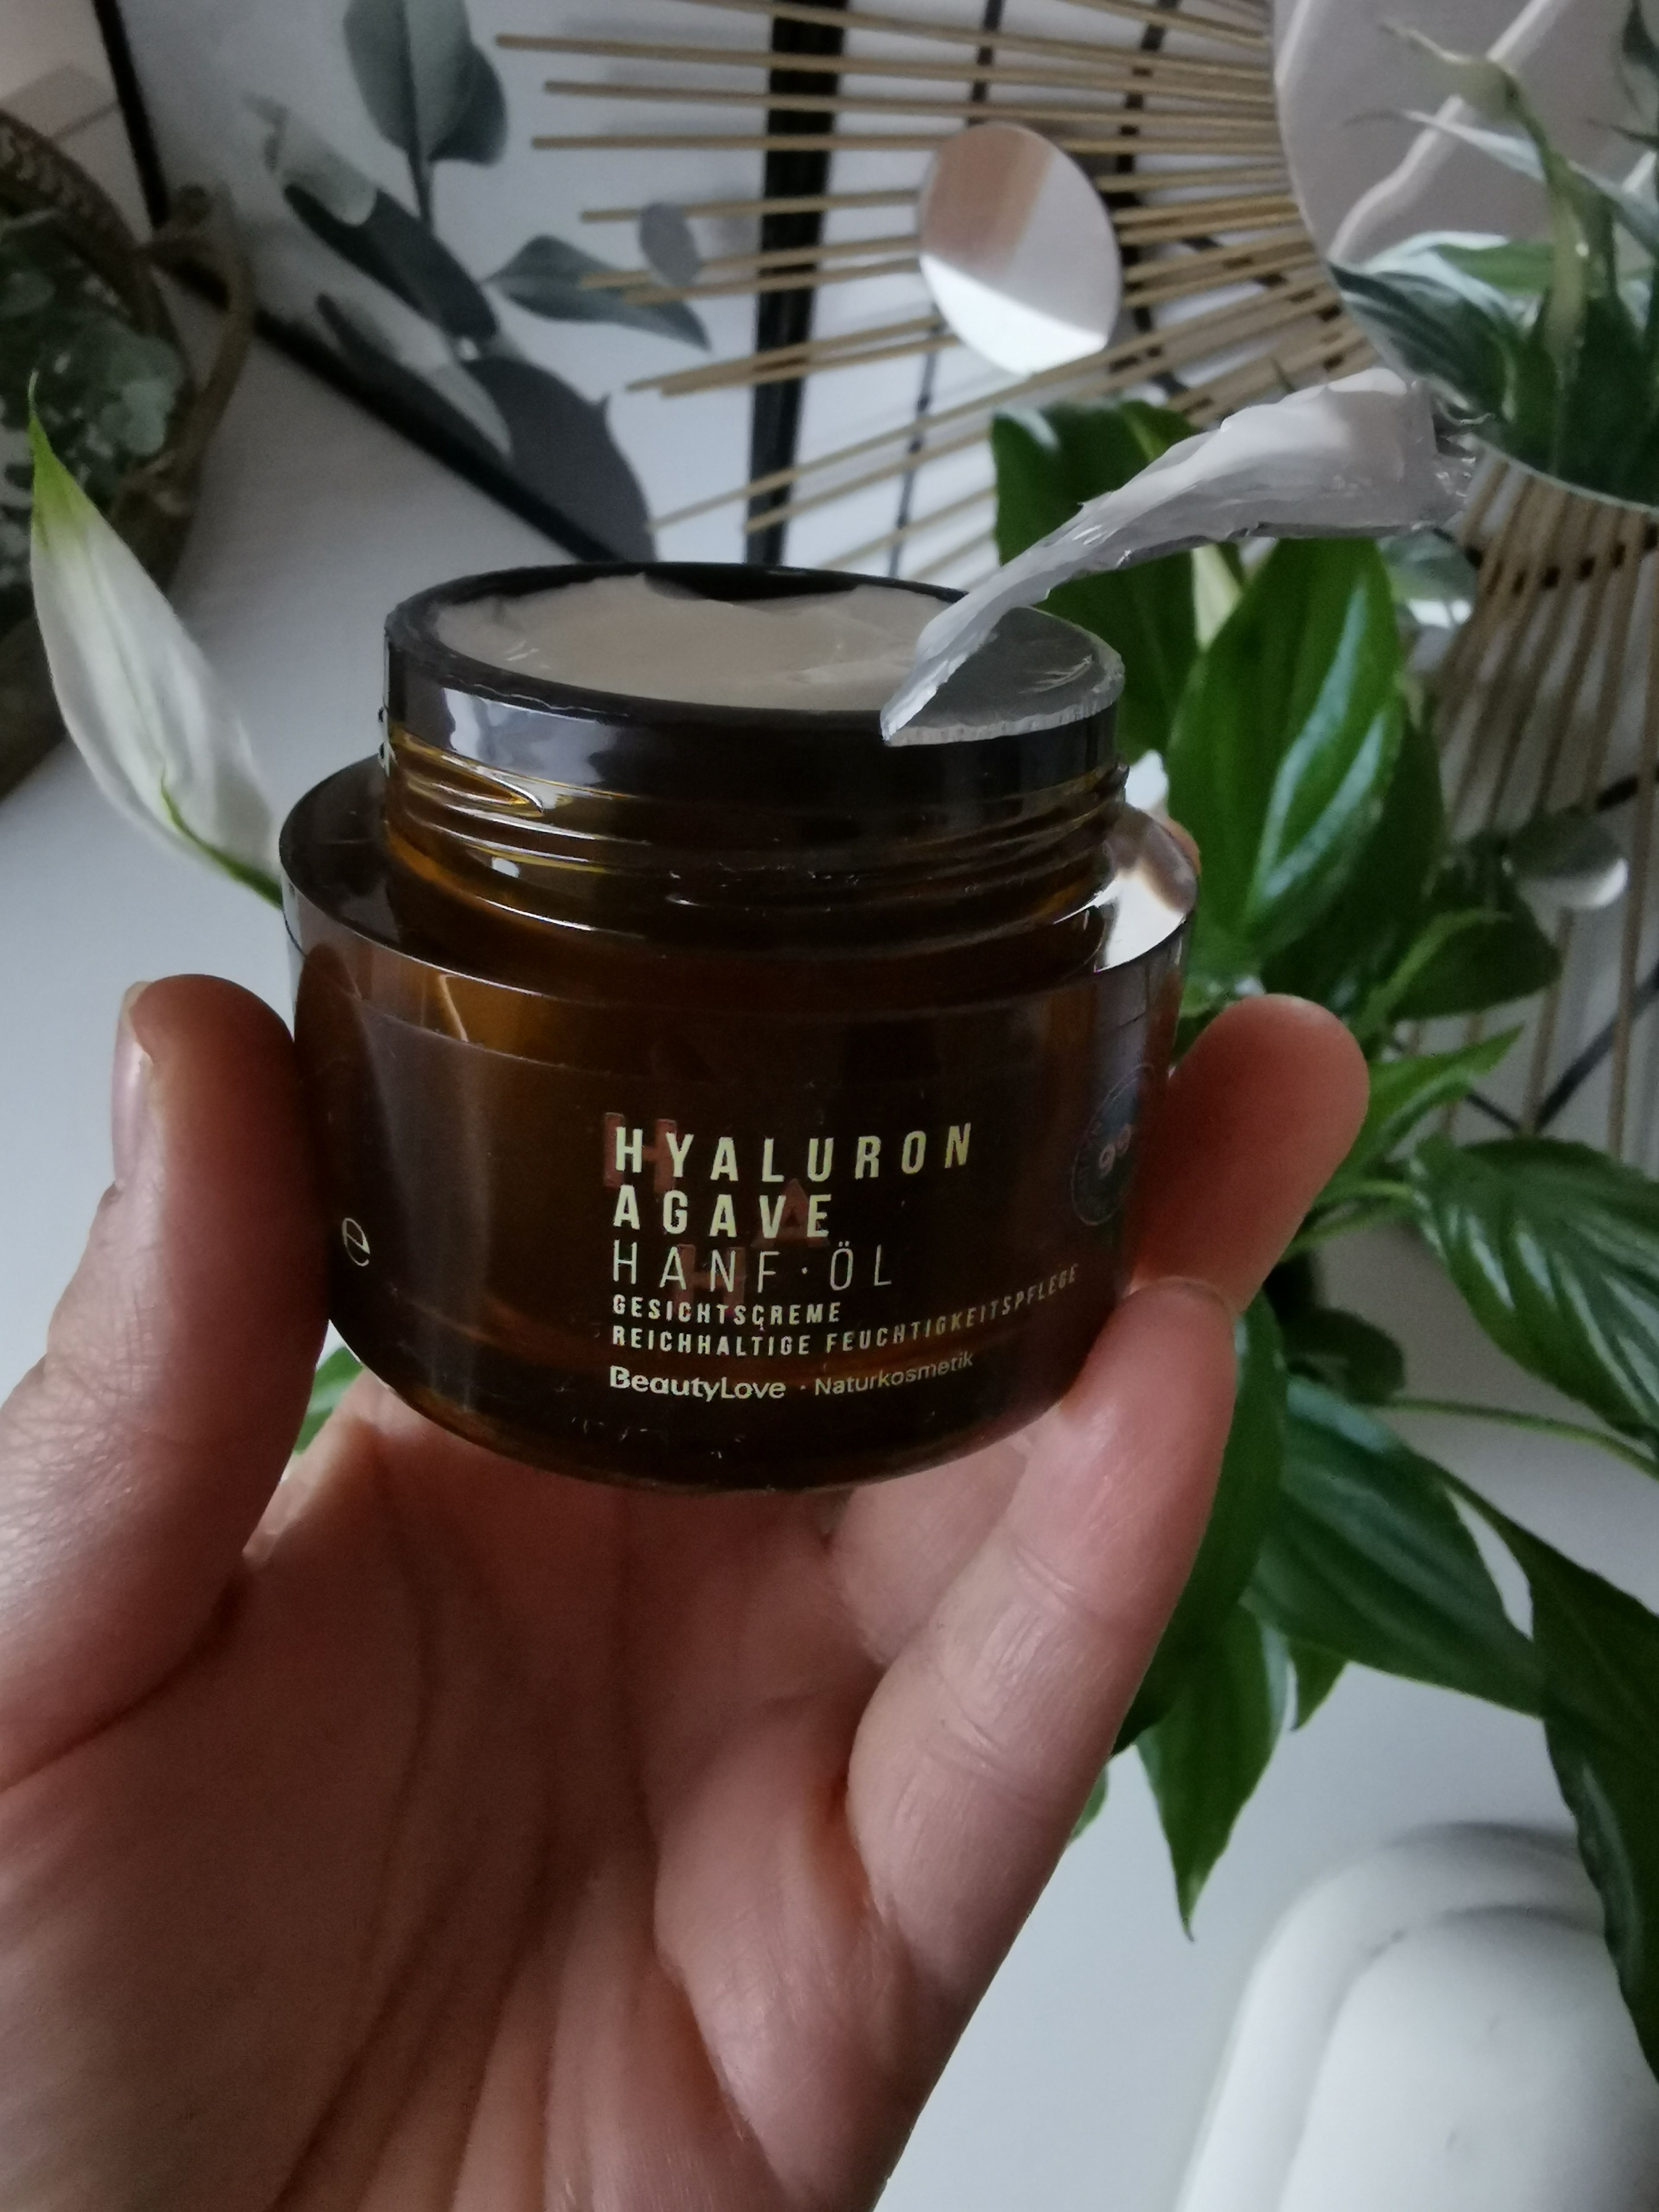 HYALURON
AGAVE
HANF·ÖL
GESICHTSCREME
REICHHALTIGE FEUCHTIGKEITSPFLEGE
BeautyLove · Naturkosmetik
e